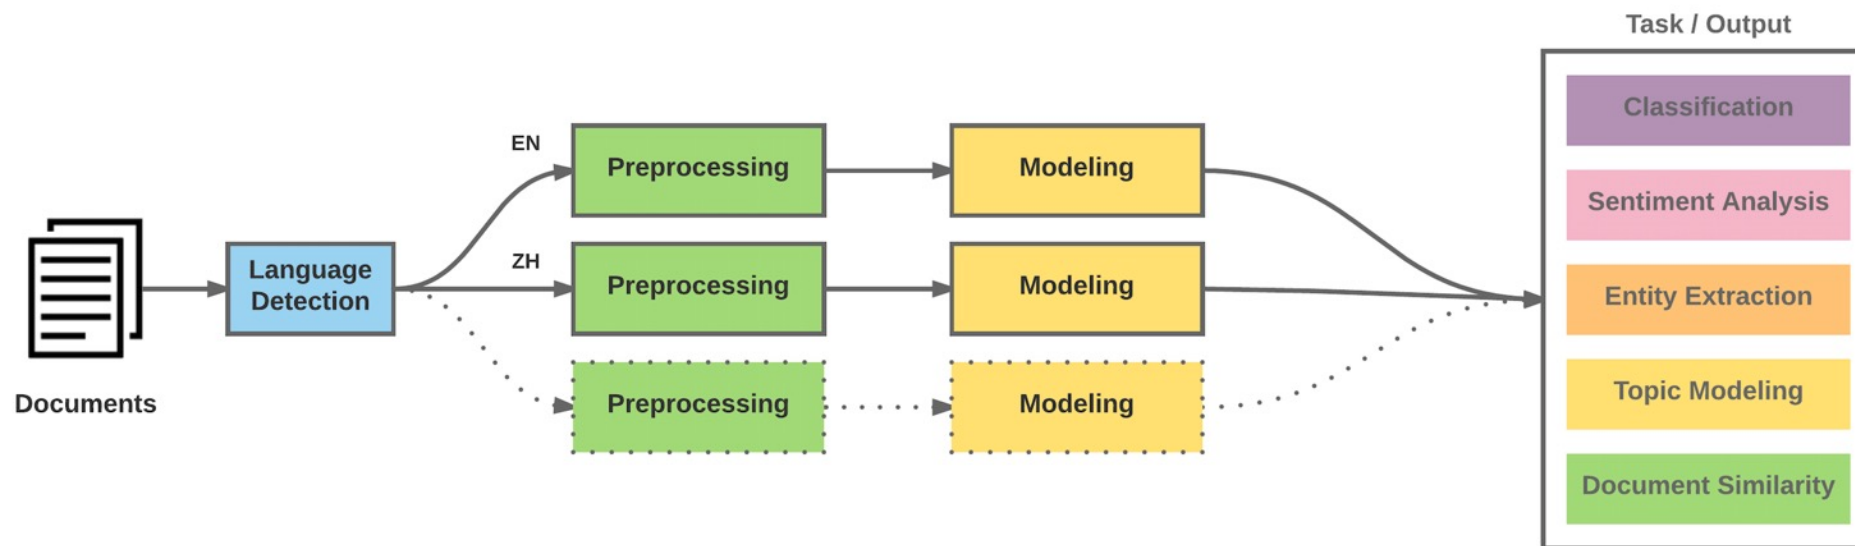 Task / Output
Classification
EN
Preprocessing
Modeling
Sentiment Analysis
Language
Detection
ZH
Preprocessing
Modeling
Entity Extraction
Documents
Preprocessing
Modeling
Topic Modeling
Document Similarity